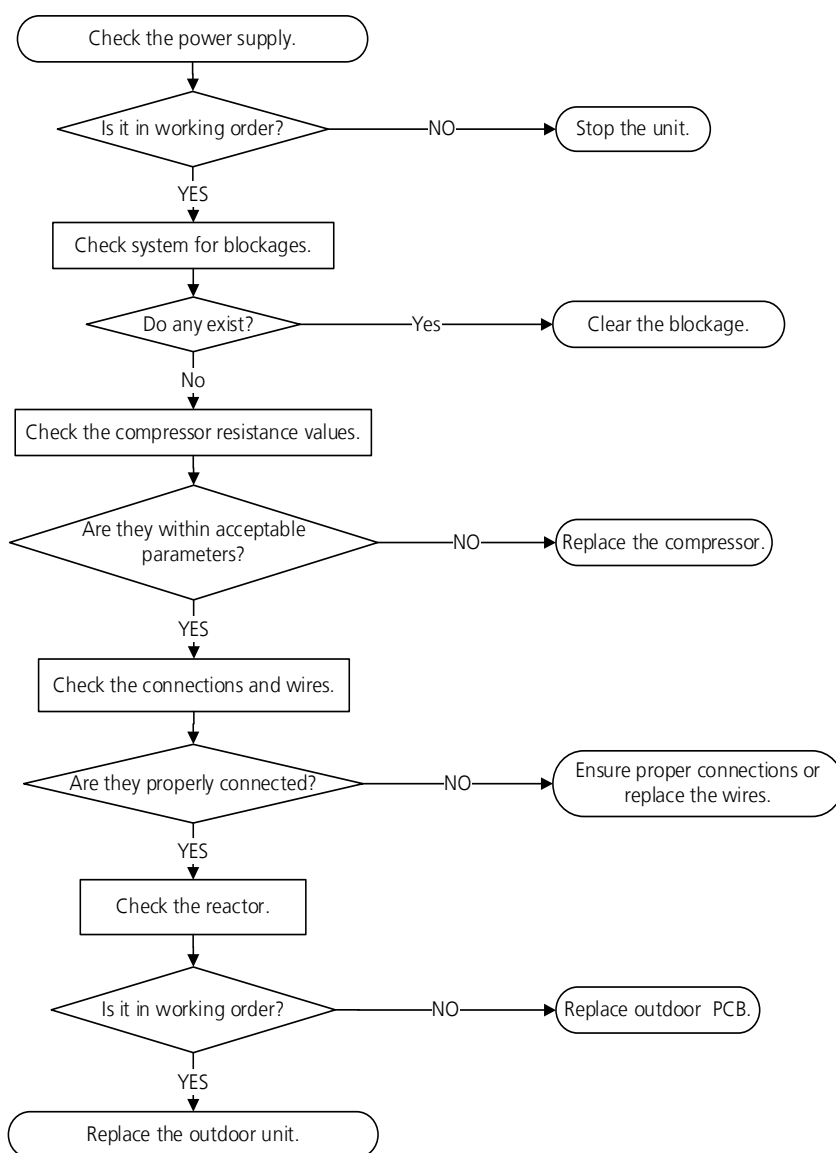 Check the power supply.
Is it in working order?
NO
Stop the unit.
YES
Check system for blockages.
Do any exist?
Yes
Clear the blockage.
No
Check the compressor resistance values.
Are they within acceptable
parameters?
NO
Replace the compressor.
YES
Check the connections and wires.
Are they properly connected?
NO
Ensure proper connections or
replace the wires.
YES
Check the reactor.
Is it in working order?
NO
Replace outdoor PCB.
YES
Replace the outdoor unit.